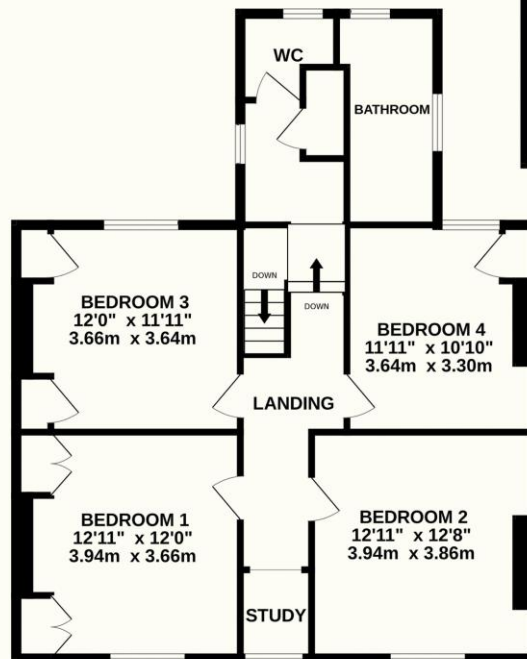 WC
BATHROOM
DOWN
DOWN
BEDROOM 3
12'0" x 11'11"
3.66m x 3.64m
BEDROOM 4
11'11" x 10'10"
3.64m x 3.30m
LANDING
BEDROOM 1
12'11" x 12'0"
3.94m x 3.66m
BEDROOM 2
12'11" x 12'8"
3.94m x 3.86m
STUDY